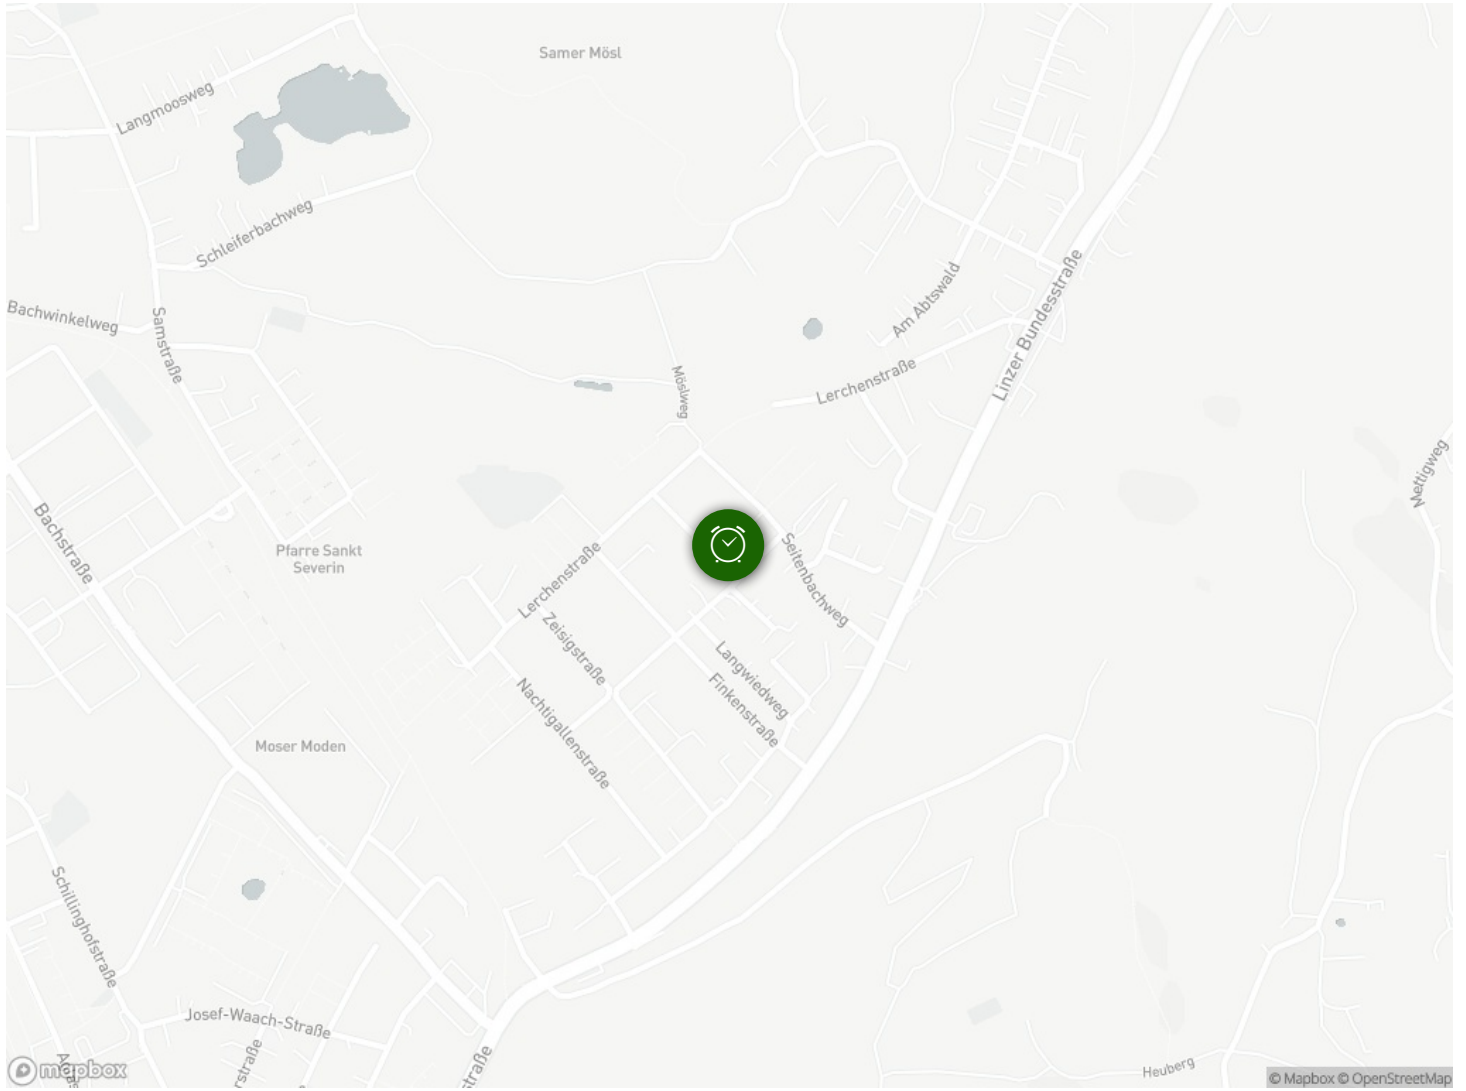 Samer Mösl
Langmoosweg
Schleiferbachweg
Bachwinkelweg
Samstraße
Am Abtswald
Linzer Bundesstraße
Lerchenstraße
Möslweg
Nettigweg
Bachstraße
Pfarre Sankt
Severin
Lerchenstraße
Seitenbachweg
Zeisigstraße
Langwiedweg
Finkenstraße
Nachtigallenstraße
Moser Moden
Schillinghofstraße
Josef-Waach-Straße
Heuberg
mapbox
© Mapbox © OpenStreetMap